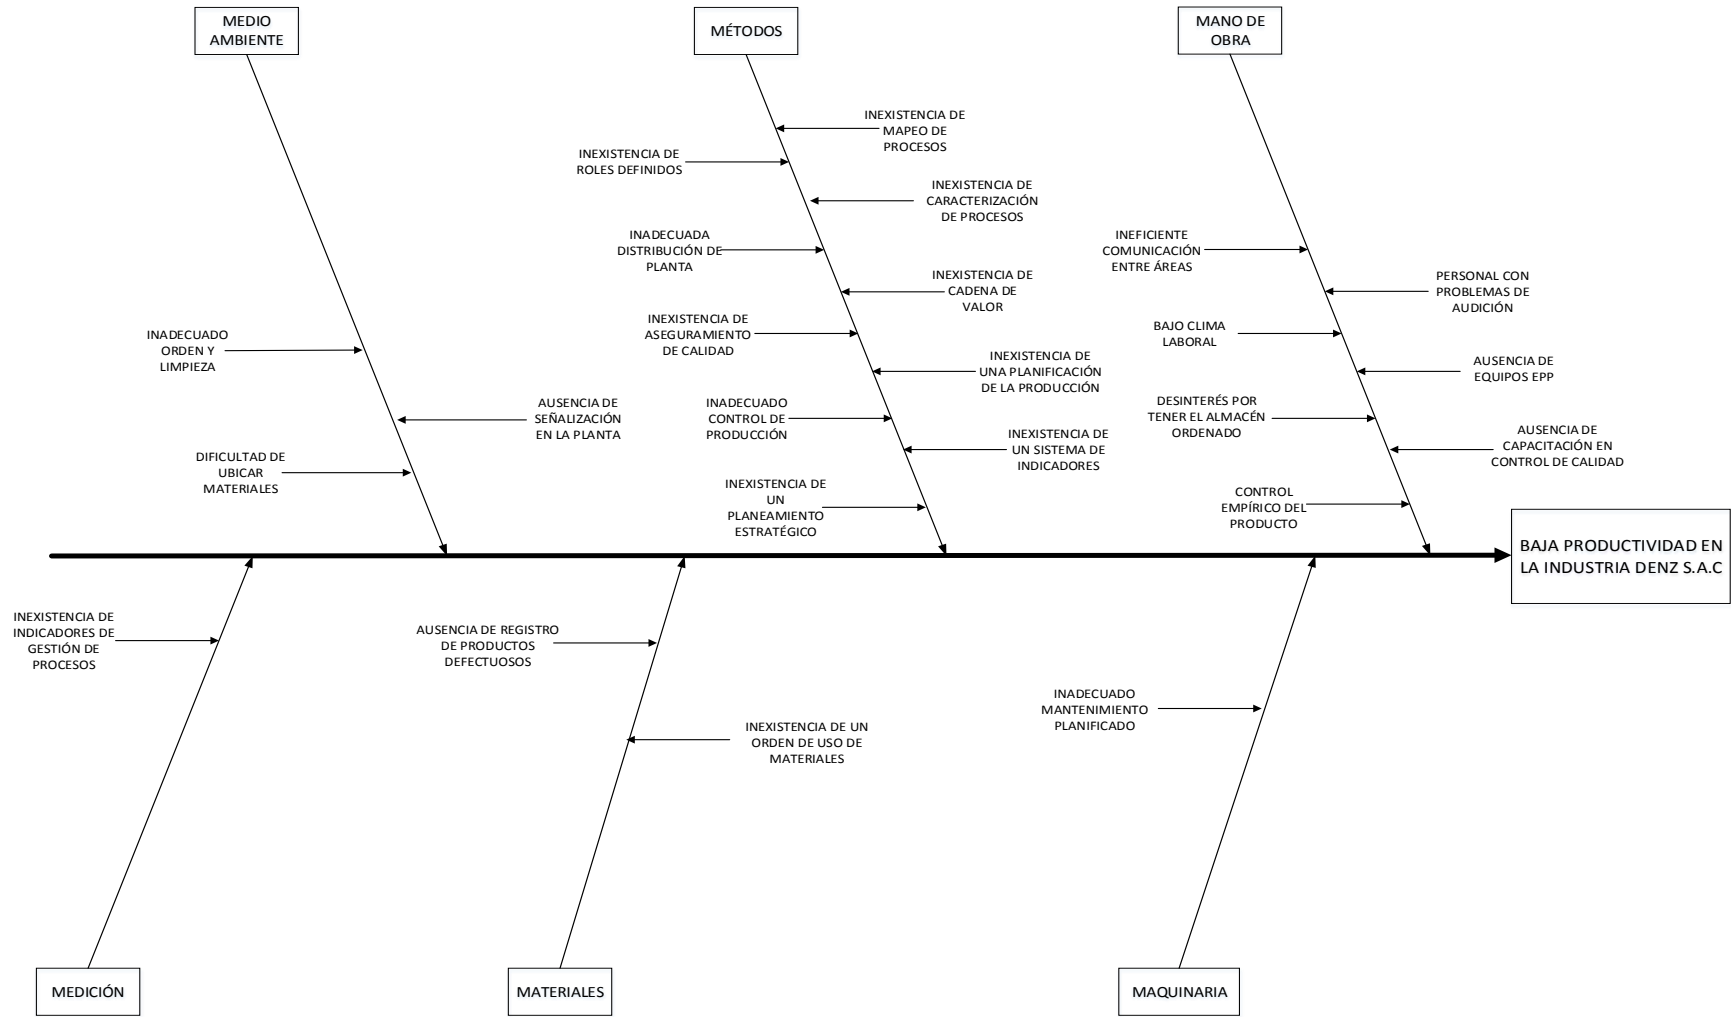 MEDIO
AMBIENTE
MÉTODOS
MANO DE
OBRA
INEXISTENCIA DE
MAPEO DE
PROCESOS
INEXISTENCIA DE
ROLES DEFINIDOS
INEXISTENCIA DE
CARACTERIZACIÓN
DE PROCESOS
INADECUADA
DISTRIBUCIÓN DE
PLANTA
INEXISTENCIA DE
CADENA DE
VALOR
INEXISTENCIA DE
ASEGURAMIENTO
DE CALIDAD
INEXISTENCIA DE
UNA PLANIFICACIÓN
DE LA PRODUCCIÓN
INADECUADO
CONTROL DE
PRODUCCIÓN
INEXISTENCIA DE
UN SISTEMA DE
INDICADORES
INEXISTENCIA DE
UN
PLANEAMIENTO
ESTRATÉGICO
INADECUADO
ORDEN Y
LIMPIEZA
AUSENCIA DE
SEÑALIZACIÓN
EN LA PLANTA
DIFICULTAD DE
UBICAR
MATERIALES
INEFICIENTE
COMUNICACIÓN
ENTRE ÁREAS
PERSONAL CON
PROBLEMAS DE
AUDICIÓN
BAJO CLIMA
LABORAL
AUSENCIA DE
EQUIPOS EPP
DESINTERÉS POR
TENER EL ALMACÉN
ORDENADO
AUSENCIA DE
CAPACITACIÓN EN
CONTROL DE CALIDAD
CONTROL
EMPÍRICO DEL
PRODUCTO
BAJA PRODUCTIVIDAD EN
LA INDUSTRIA DENZ S.A.C
INEXISTENCIA DE
INDICADORES DE
GESTIÓN DE
PROCESOS
AUSENCIA DE REGISTRO
DE PRODUCTOS
DEFECTUOSOS
INEXISTENCIA DE UN
ORDEN DE USO DE
MATERIALES
INADECUADO
MANTENIMIENTO
PLANIFICADO
MEDICIÓN
MATERIALES
MAQUINARIA